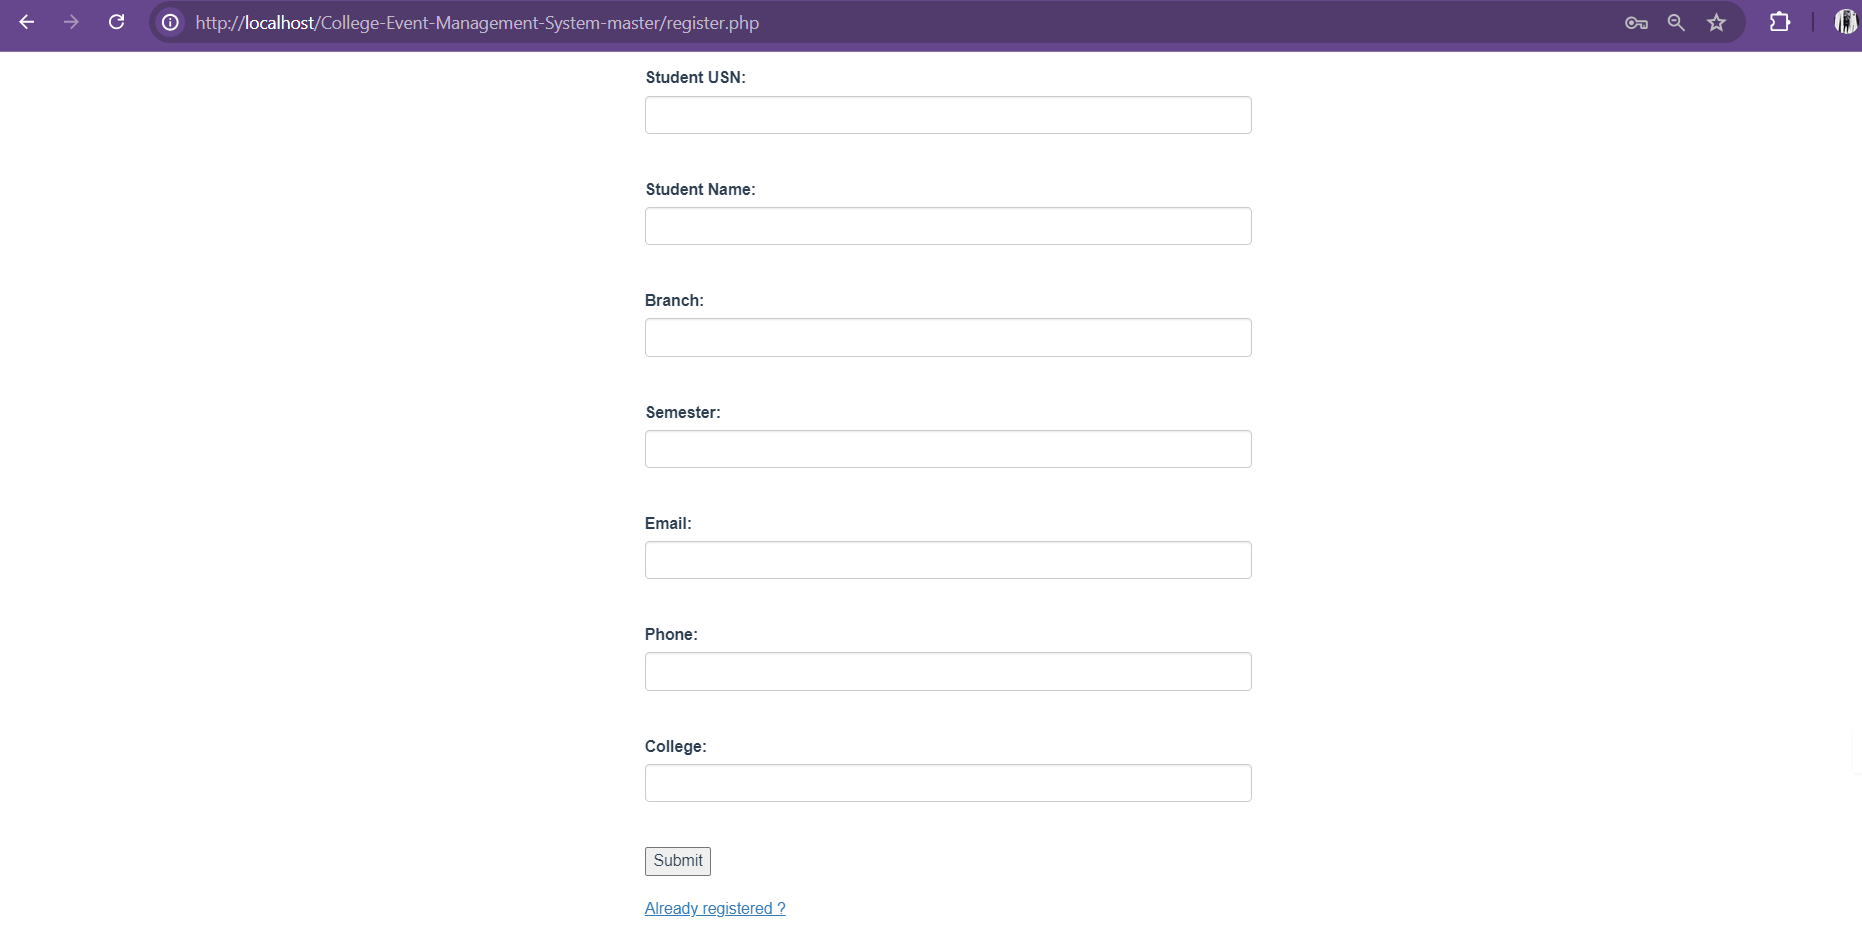 http://localhost/College-Event-Management-System-master/register.php
Student USN:
Student Name:
Branch:
Semester:
Email:
Phone:
College:
Submit
Already registered ?